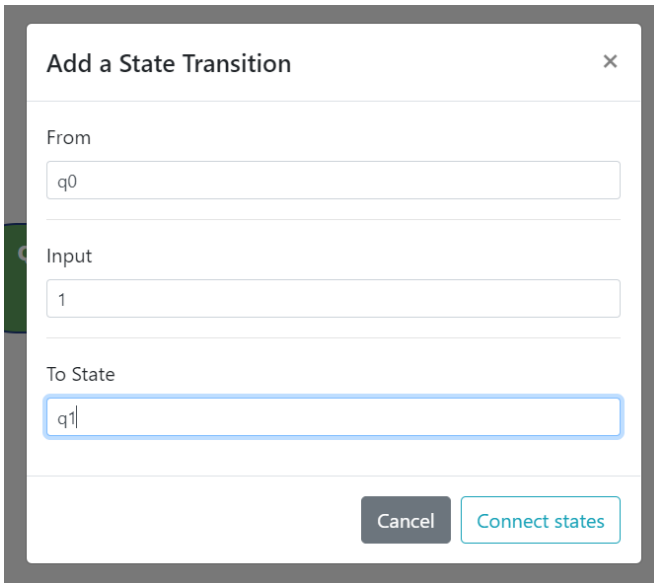 Add a State Transition ×
From
q0
Input
1
To State
q1
Cancel Connect states